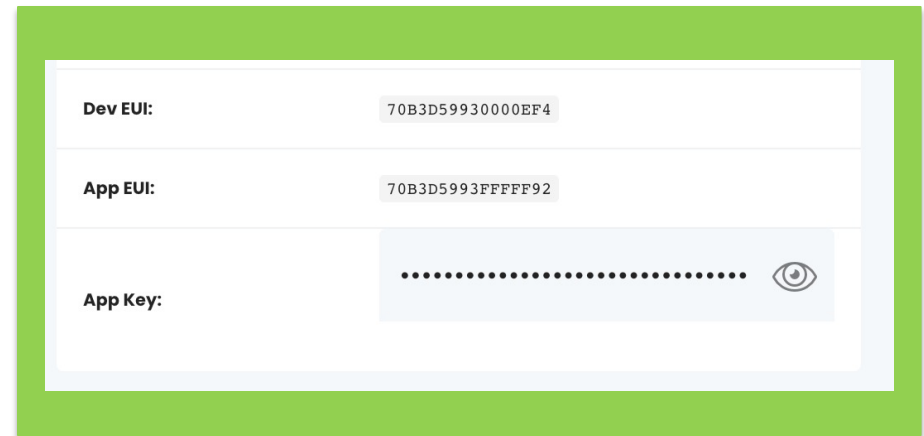 Dev EUI: 70B3D59930000EF4
App EUI: 70B3D5993FFFFF92
App Key: ••••••••••••••••••••••••••••••••